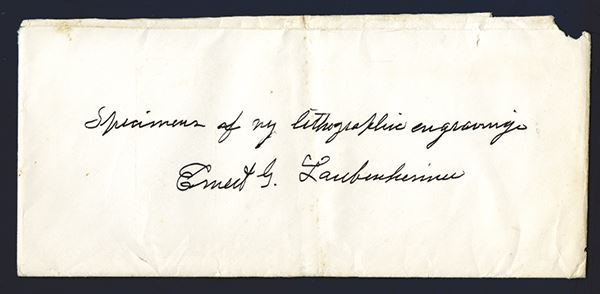 Specimens of my lithographic engravings
Ernest G. Laubenheimer